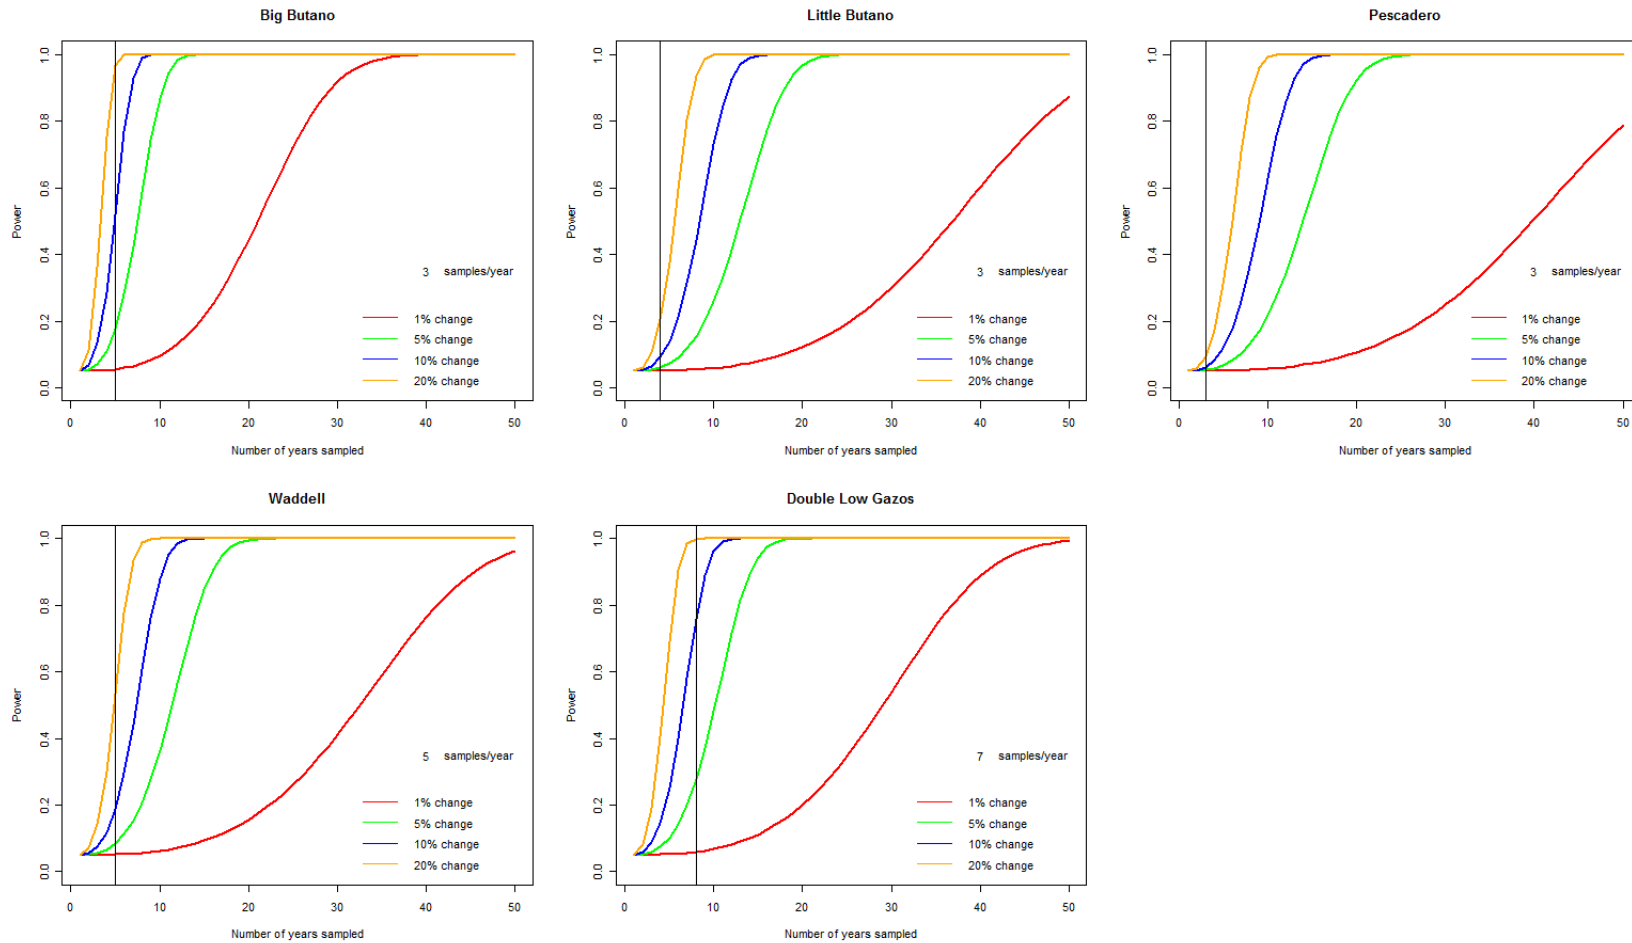 Big Butano
Power
0.0 0.2 0.4 0.6 0.8 1.0
3 samples/year
1% change
5% change
10% change
20% change
0 10 20 30 40 50
Number of years sampled
Little Butano
Power
0.0 0.2 0.4 0.6 0.8 1.0
3 samples/year
1% change
5% change
10% change
20% change
0 10 20 30 40 50
Number of years sampled
Pescadero
Power
0.0 0.2 0.4 0.6 0.8 1.0
3 samples/year
1% change
5% change
10% change
20% change
0 10 20 30 40 50
Number of years sampled
Waddell
Power
0.0 0.2 0.4 0.6 0.8 1.0
5 samples/year
1% change
5% change
10% change
20% change
0 10 20 30 40 50
Number of years sampled
Double Low Gazos
Power
0.0 0.2 0.4 0.6 0.8 1.0
7 samples/year
1% change
5% change
10% change
20% change
0 10 20 30 40 50
Number of years sampled